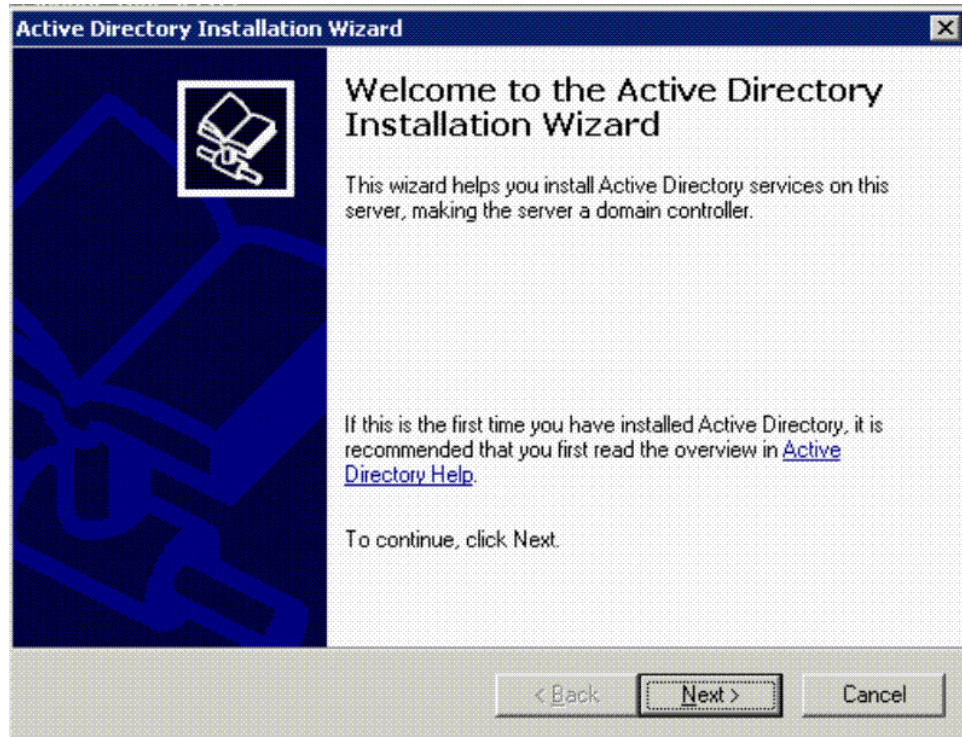 Active Directory Installation Wizard
Welcome to the Active Directory
Installation Wizard
This wizard helps you install Active Directory services on this
server, making the server a domain controller.
If this is the first time you have installed Active Directory, it is
recommended that you first read the overview in Active
Directory Help.
To continue, click Next.
< Back
Next >
Cancel